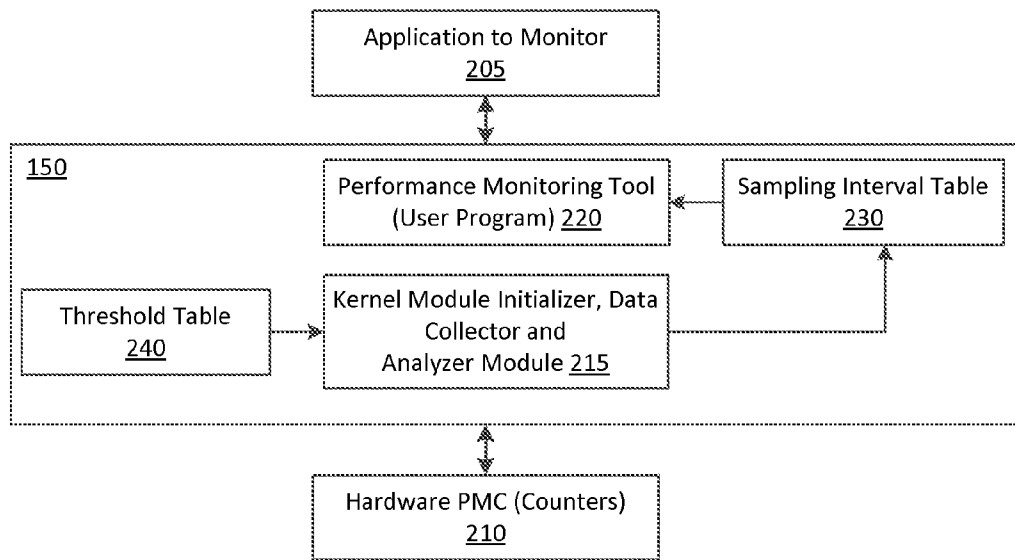 Application to Monitor
205
150
Performance Monitoring Tool
(User Program) 220
Sampling Interval Table
230
Threshold Table
240
Kernel Module Initializer, Data
Collector and
Analyzer Module 215
Hardware PMC (Counters)
210